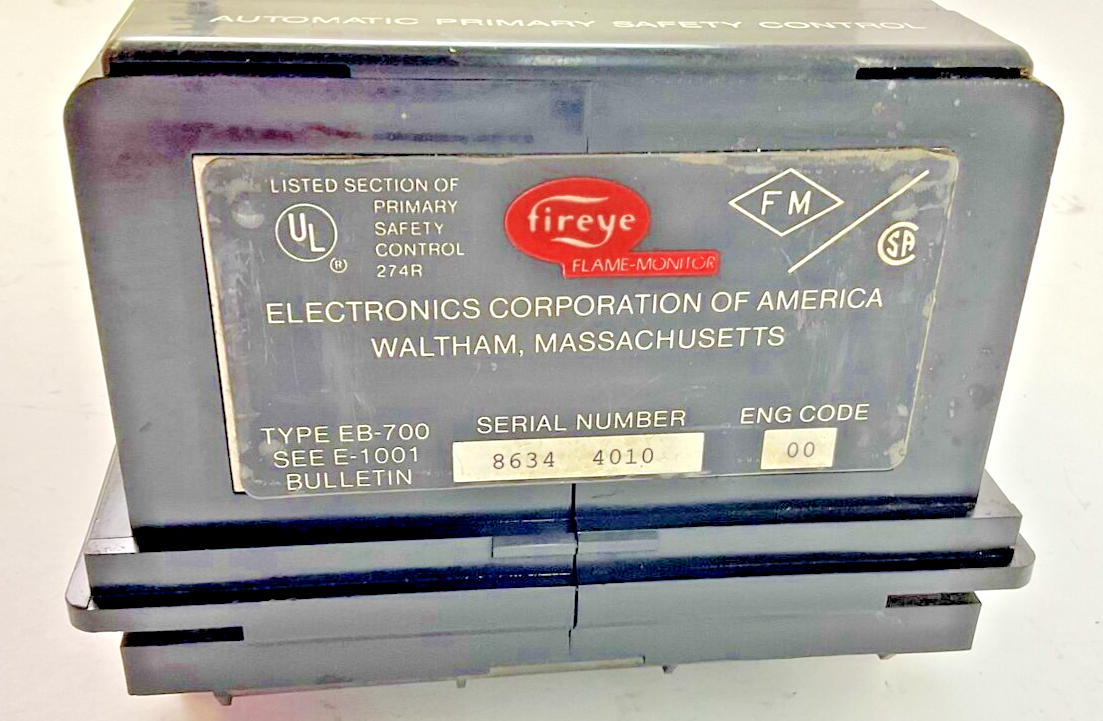 AUTOMATIC PRIMARY SAFETY CONTROL
LISTED SECTION OF
PRIMARY
SAFETY
CONTROL
274R
UL
®
fireye
FLAME-MONITOR
FM
SA
ELECTRONICS CORPORATION OF AMERICA
WALTHAM, MASSACHUSETTS
TYPE EB-700
SEE E-1001
BULLETIN
SERIAL NUMBER
8634 4010
ENG CODE
00